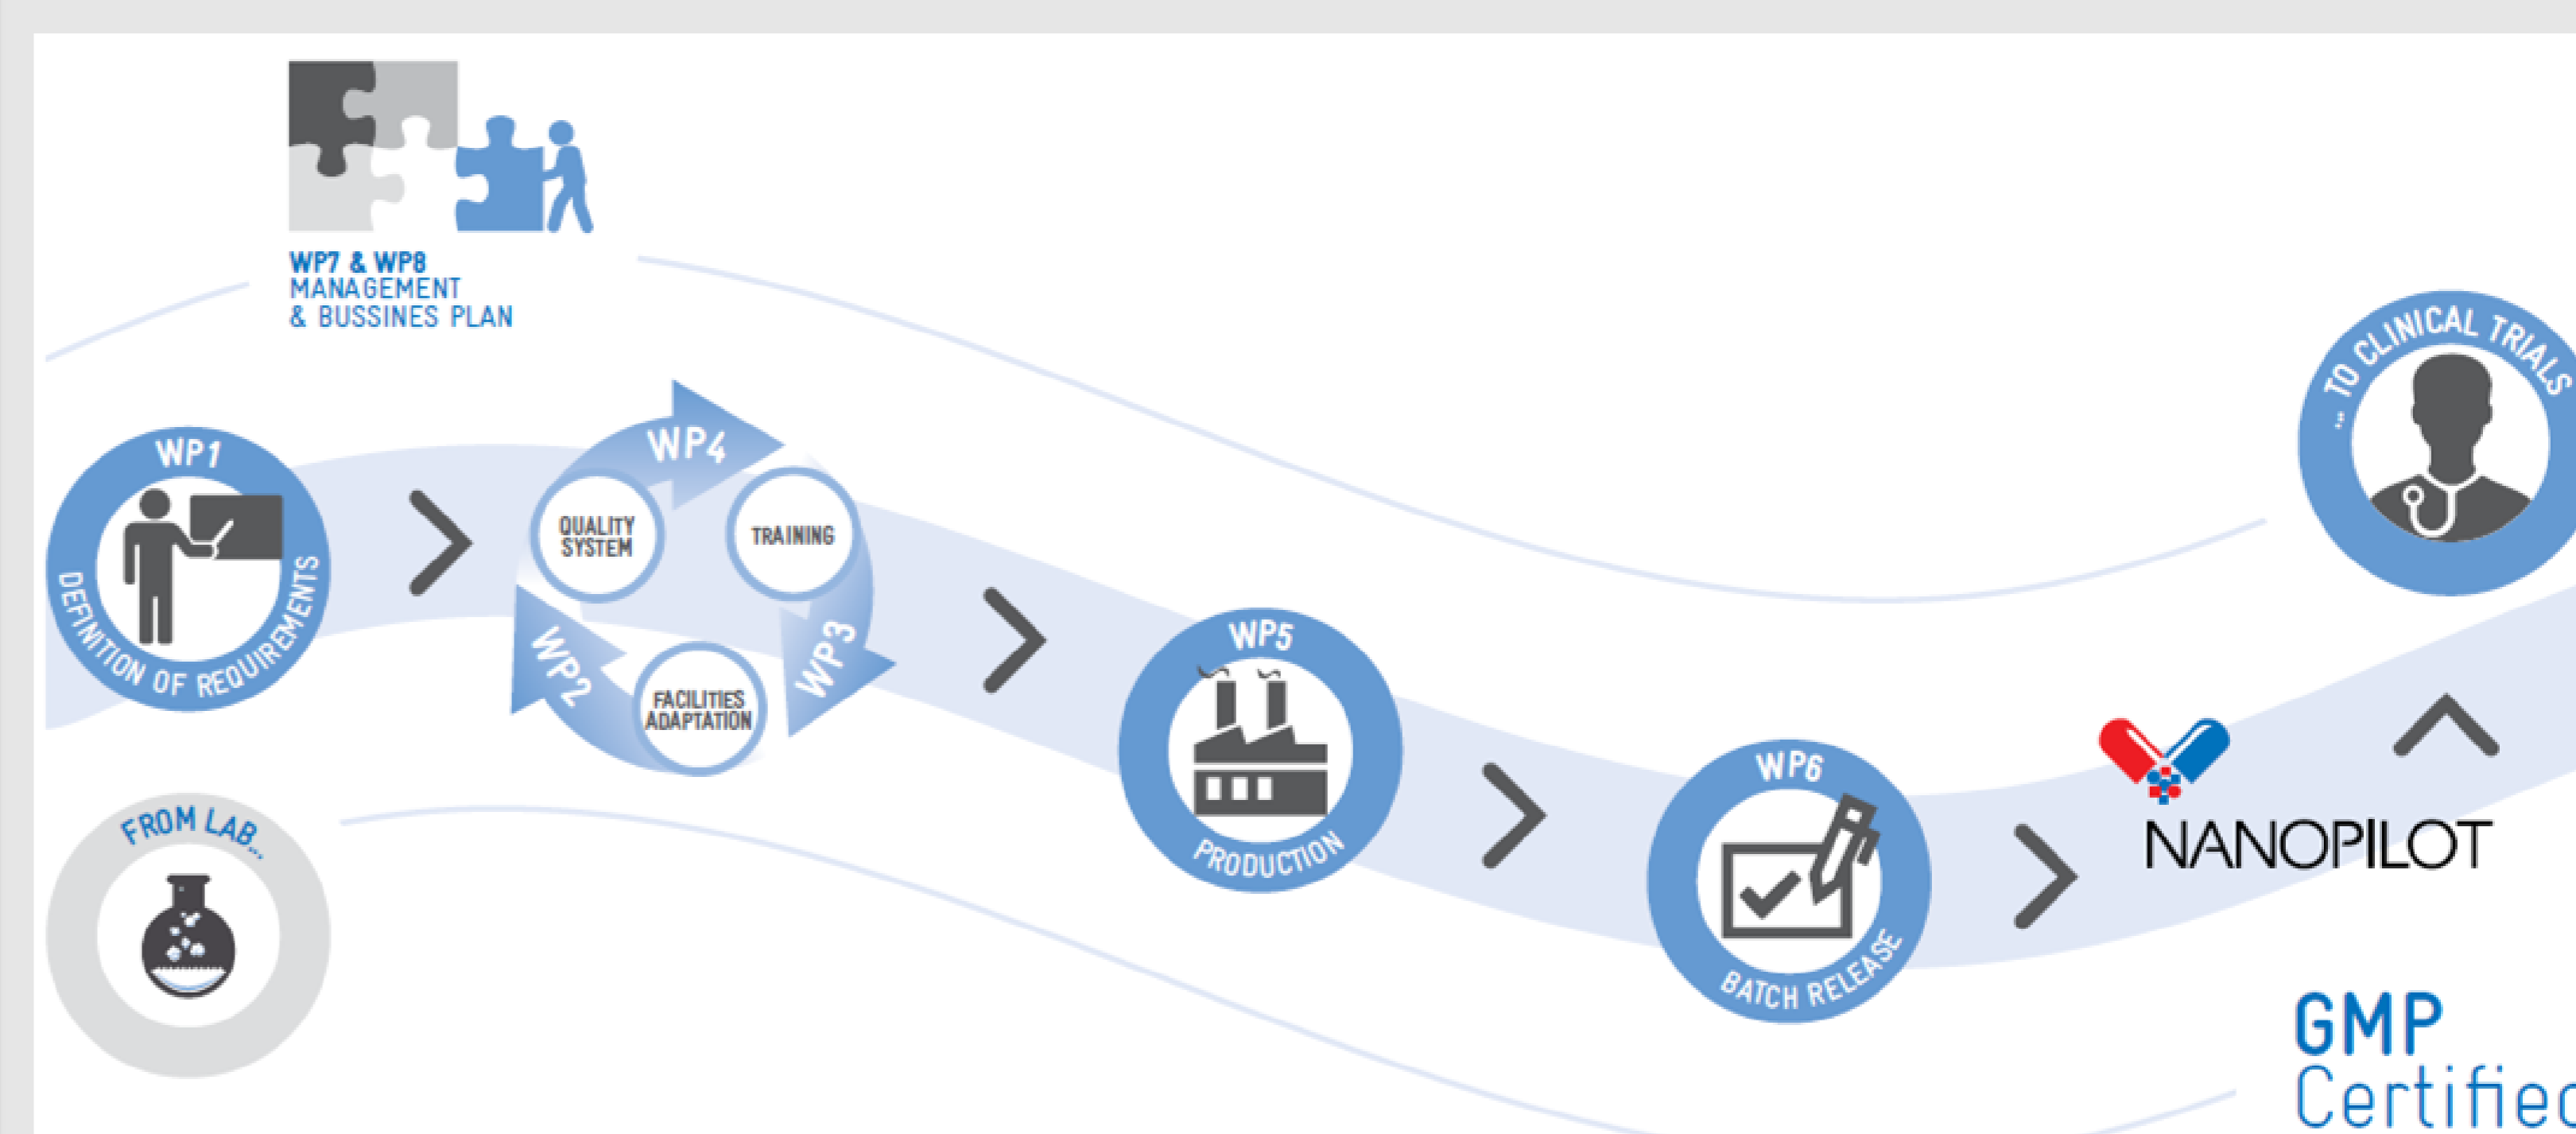 WP7 & WP8
MANAGEMENT
& BUSSINES PLAN
... TO CLINICAL TRIALS
WP1
DEFINITION OF REQUIREMENTS
WP4
QUALITY
SYSTEM
TRAINING
WP2
WP3
FACILITIES
ADAPTATION
WP5
PRODUCTION
WP6
BATCH RELEASE
NANOPILOT
FROM LAB...
GMP
Certified